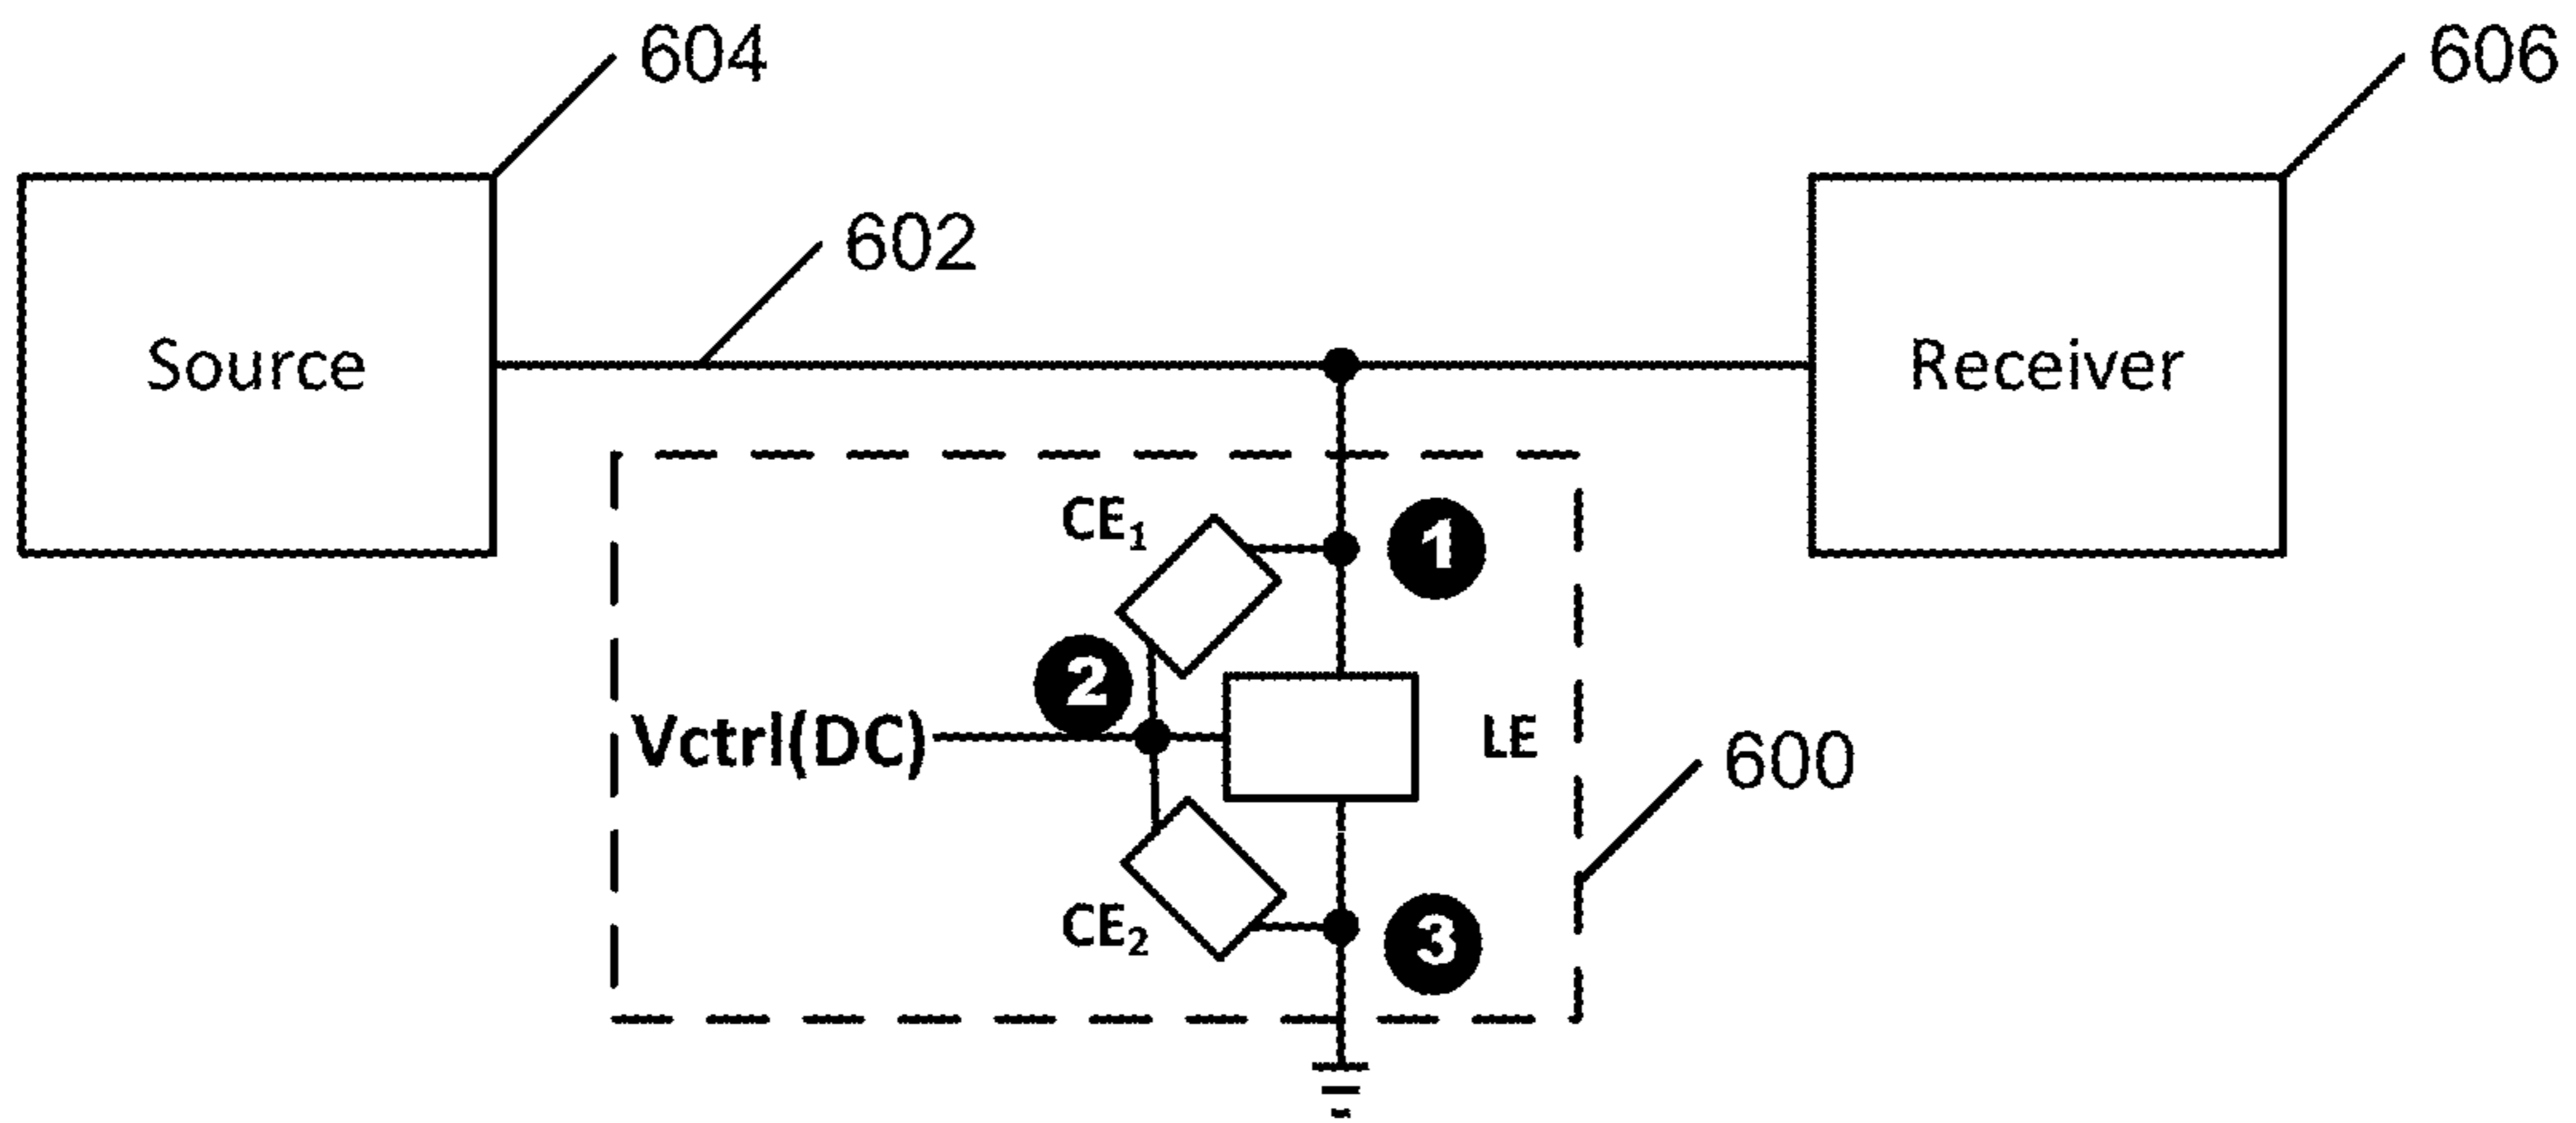 604
606
602
Source
Receiver
CE₁
1
2
Vctrl(DC)
LE
600
CE₂
3